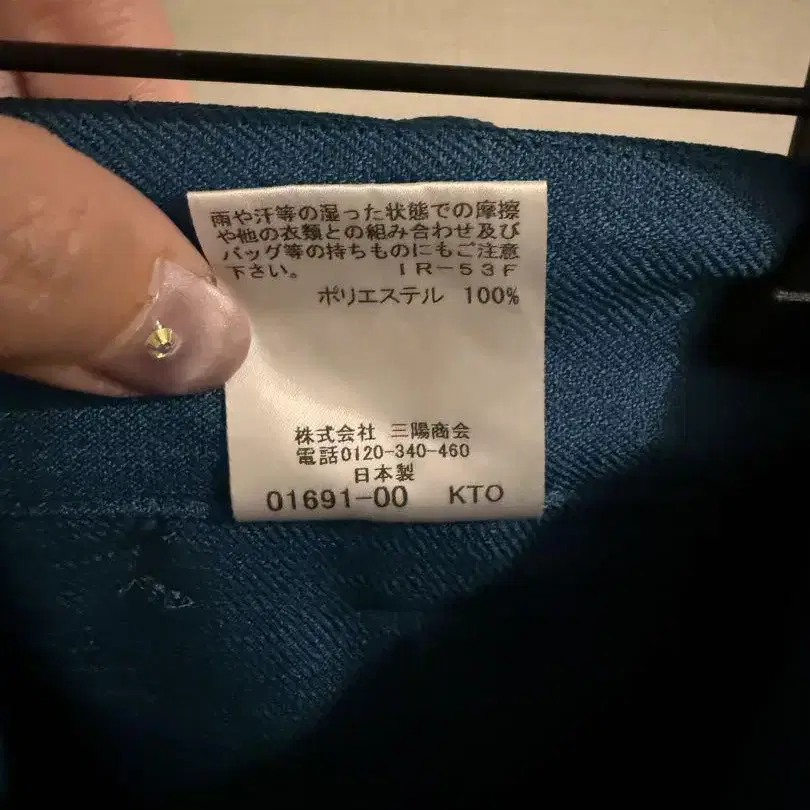 雨や汗等の湿った状態での摩擦
や他の衣類との組み合わせ及び
バッグ等の持ちものにもご注意
下さい。 IR-53F
ポリエステル 100%
株式会社 三陽商会
電話0120-340-460
日本製
01691-00 KTO